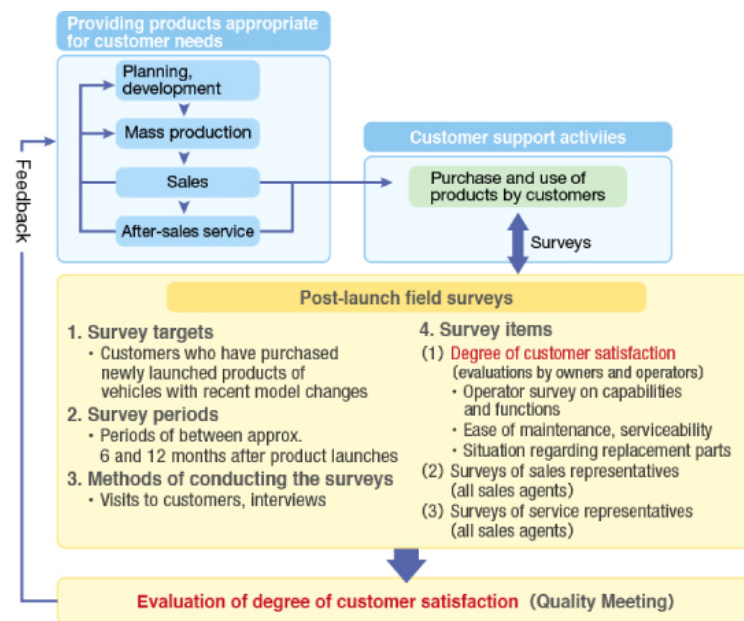 Providing products appropriate
for customer needs
Planning,
development
Mass production
Sales
After-sales service
Feedback
Customer support activiies
Purchase and use of
products by customers
Surveys
Post-launch field surveys
1. Survey targets
・Customers who have purchased
newly launched products of
vehicles with recent model changes
2. Survey periods
・Periods of between approx.
6 and 12 months after product launches
3. Methods of conducting the surveys
・Visits to customers, interviews
4. Survey items
(1) Degree of customer satisfaction
(evaluations by owners and operators)
・Operator survey on capabilities
and functions
・Ease of maintenance, serviceability
・Situation regarding replacement parts
(2) Surveys of sales representatives
(all sales agents)
(3) Surveys of service representatives
(all sales agents)
Evaluation of degree of customer satisfaction (Quality Meeting)